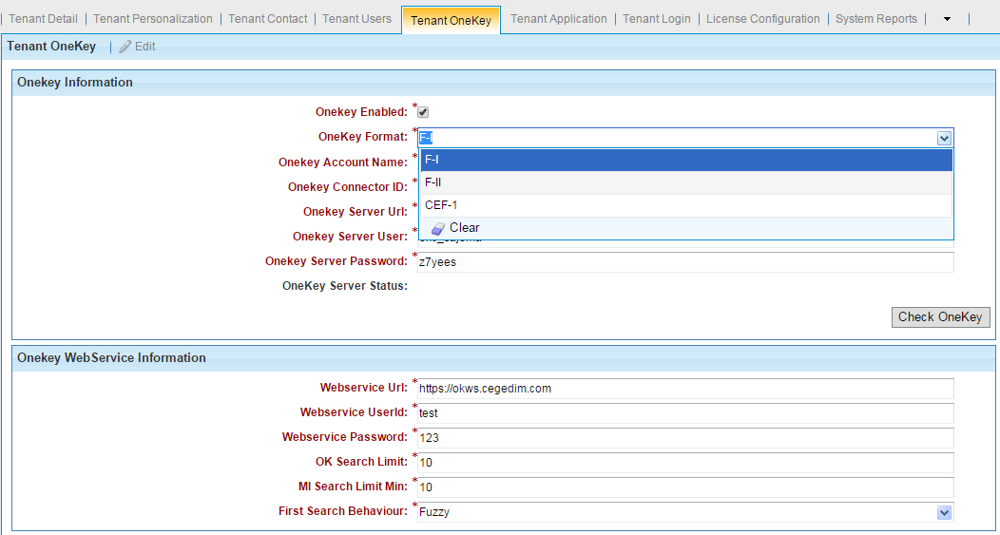 Tenant Detail | Tenant Personalization | Tenant Contact | Tenant Users | Tenant OneKey | Tenant Application | Tenant Login | License Configuration | System Reports
Tenant OneKey | Edit
Onekey Information
Onekey Enabled: *
OneKey Format: * F-I
Onekey Account Name: * F-I
Onekey Connector ID: * F-II
Onekey Server Url: * CEF-1
Clear
Onekey Server User: *
Onekey Server Password: * z7yees
OneKey Server Status:
Check OneKey
Onekey WebService Information
Webservice Url: * https://okws.cegedim.com
Webservice UserId: * test
Webservice Password: * 123
OK Search Limit: * 10
MI Search Limit Min: * 10
First Search Behaviour: * Fuzzy